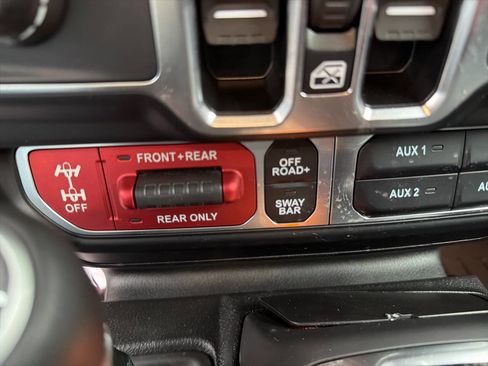 FRONT+REAR
OFF
REAR ONLY
OFF
ROAD+
SWAY
BAR
AUX 1
AUX 2